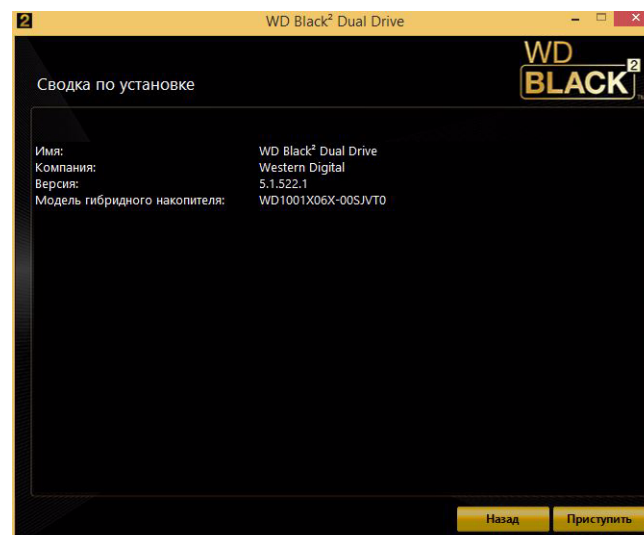 2
WD Black² Dual Drive
WD
BLACK 2
Сводка по установке
Имя: WD Black² Dual Drive
Компания: Western Digital
Версия: 5.1.522.1
Модель гибридного накопителя: WD1001X06X-00SJVT0
Назад Приступить